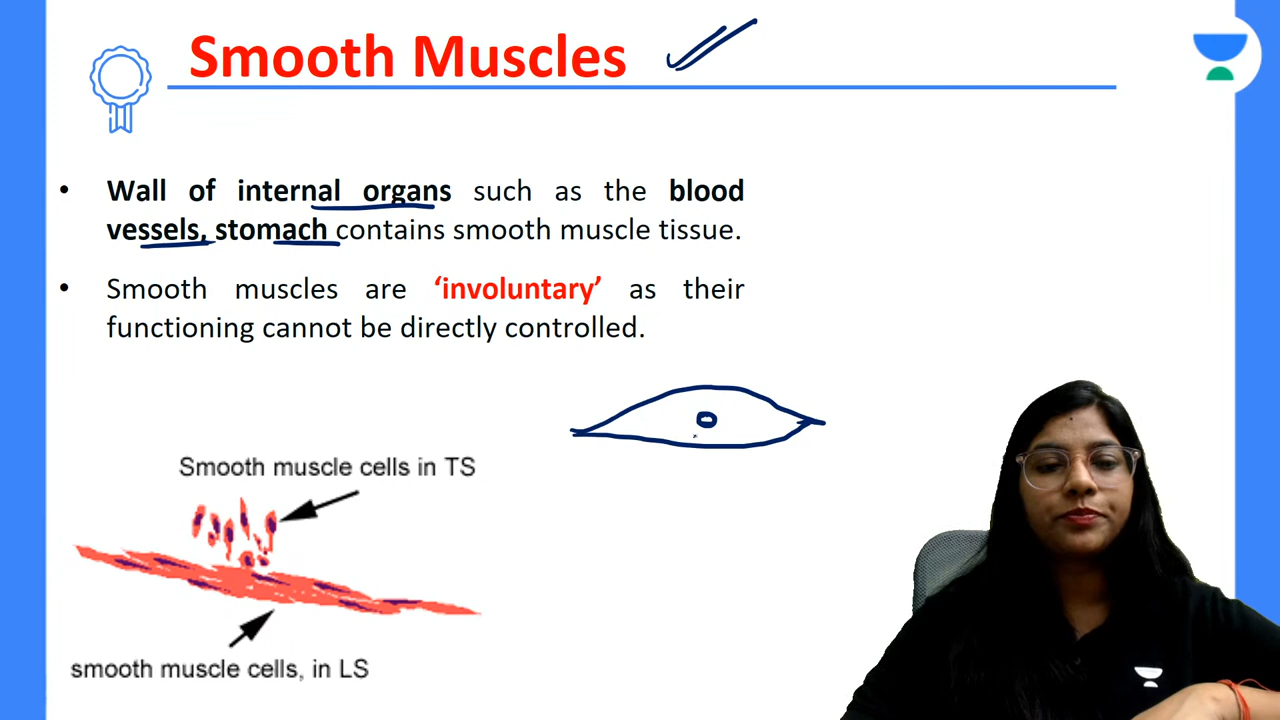 Smooth Muscles
• Wall of internal organs such as the blood
vessels, stomach contains smooth muscle tissue.
• Smooth muscles are ‘involuntary’ as their
functioning cannot be directly controlled.
Smooth muscle cells in TS
smooth muscle cells, in LS